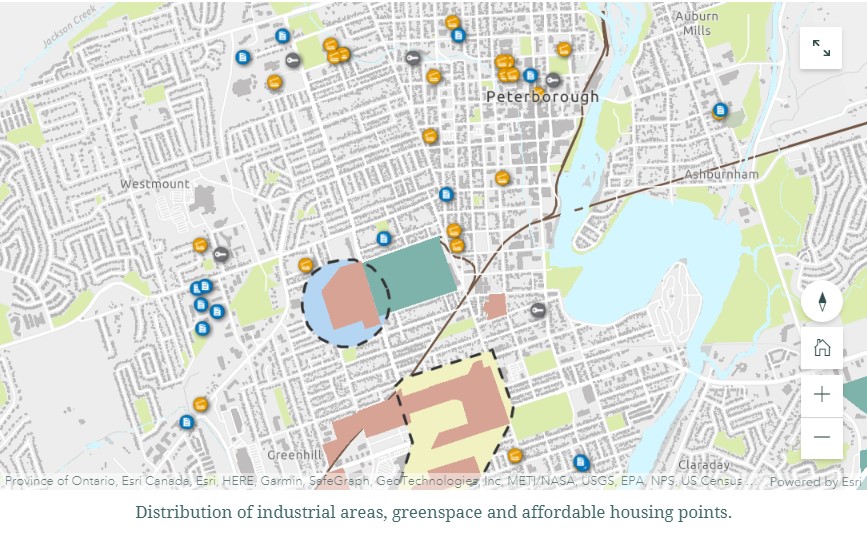 Jackson Creek
Auburn
Mills
Peterborough
Westmount
Ashburnham
Greenhill
Claraday
Province of Ontario, Esri Canada, Esri, HERE, Garmin, SafeGraph, GeoTechnologies, Inc, METI/NASA, USGS, EPA, NPS, US Census ... Powered by Esri
Distribution of industrial areas, greenspace and affordable housing points.